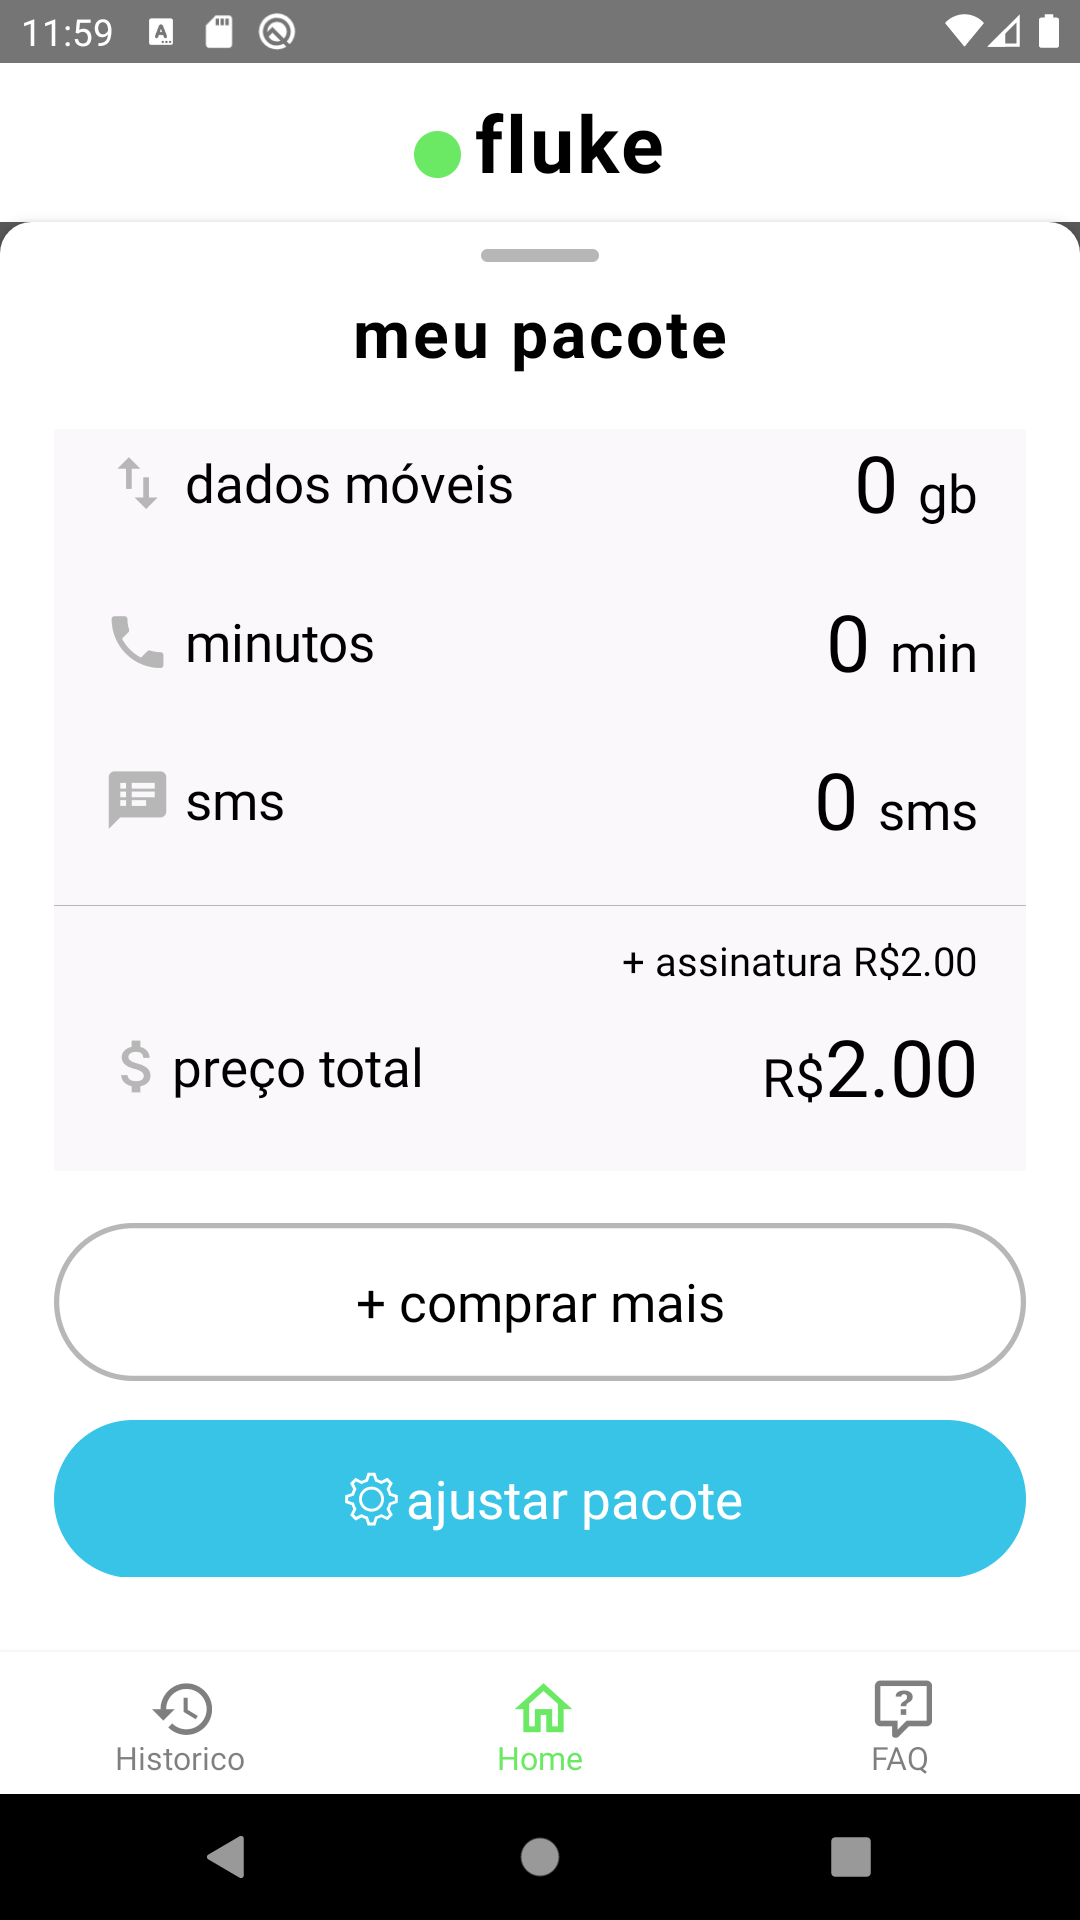 11:59
fluke
meu pacote
dados móveis 0 gb
minutos 0 min
sms 0 sms
+ assinatura R$2.00
$ preço total R$2.00
+ comprar mais
ajustar pacote
Historico Home FAQ